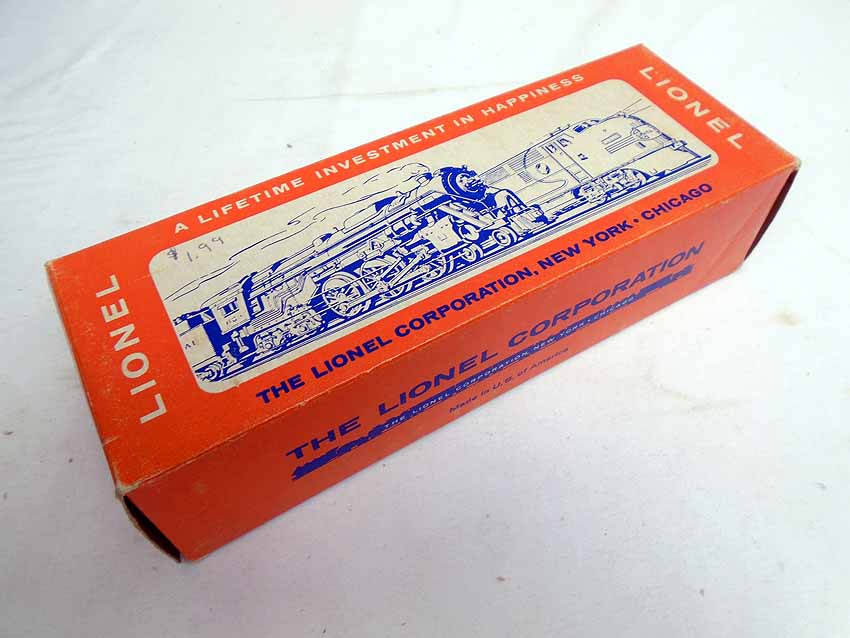 A LIFETIME INVESTMENT IN HAPPINESS
LIONEL
LIONEL
$1.99
THE LIONEL CORPORATION, NEW YORK • CHICAGO
THE LIONEL CORPORATION
THE LIONEL CORPORATION, NEW YORK • CHICAGO
Made in U. S. of America